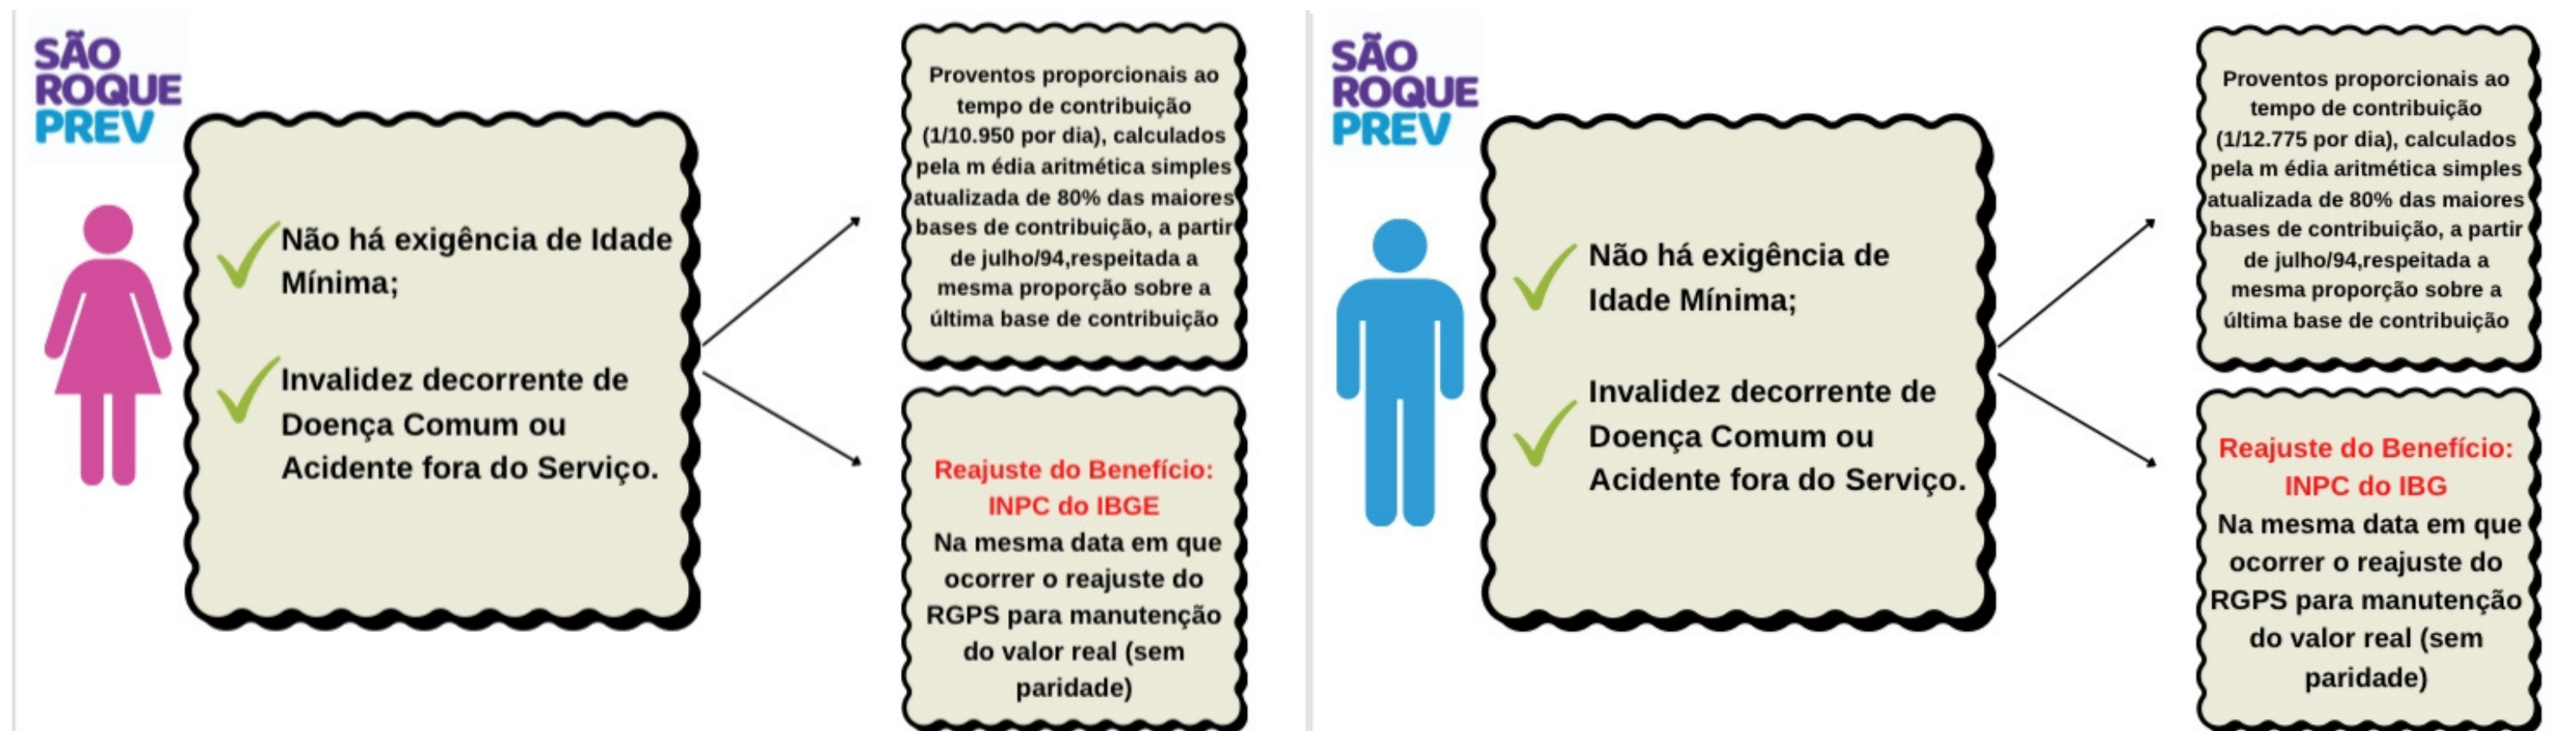 SÃO
ROQUE
PREV
Não há exigência de Idade
Mínima;
Invalidez decorrente de
Doença Comum ou
Acidente fora do Serviço.
Proventos proporcionais ao
tempo de contribuição
(1/10.950 por dia), calculados
pela m édia aritmética simples
atualizada de 80% das maiores
bases de contribuição, a partir
de julho/94,respeitada a
mesma proporção sobre a
última base de contribuição
Reajuste do Benefício:
INPC do IBGE
Na mesma data em que
ocorrer o reajuste do
RGPS para manutenção
do valor real (sem
paridade)
SÃO
ROQUE
PREV
Não há exigência de
Idade Mínima;
Invalidez decorrente de
Doença Comum ou
Acidente fora do Serviço.
Proventos proporcionais ao
tempo de contribuição
(1/12.775 por dia), calculados
pela m édia aritmética simples
atualizada de 80% das maiores
bases de contribuição, a partir
de julho/94,respeitada a
mesma proporção sobre a
última base de contribuição
Reajuste do Benefício:
INPC do IBG
Na mesma data em que
ocorrer o reajuste do
RGPS para manutenção
do valor real (sem
paridade)